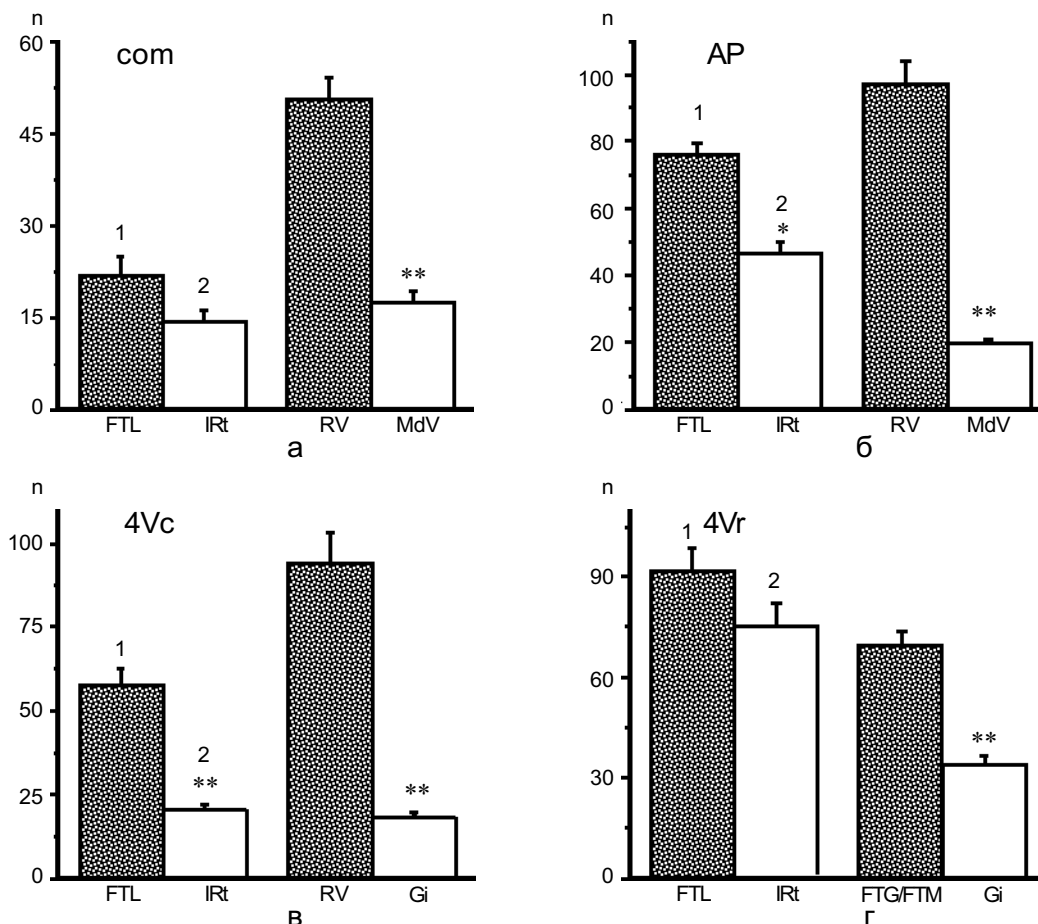 n
com
60
45
30
15
0
1
2
**
FTL IRt RV MdV
а
n
AP
100
80
60
40
20
0
1
2
*
**
FTL IRt RV MdV
б
n
4Vc
100
75
50
25
0
1
2
**
**
FTL IRt RV Gi
в
n
4Vr
90
60
30
0
1
2
**
FTL IRt FTG/FTM Gi
г